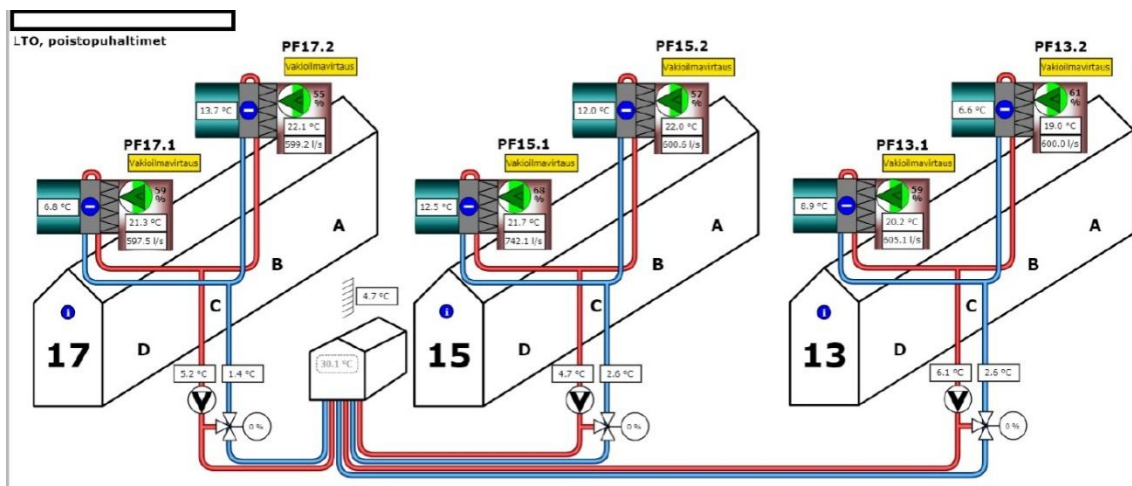 LTO, poistopuhaltimet
PF17.2
Vakioilmavirtaus
13.7 °C
55
%
22.1 °C
599.2 l/s
PF17.1
Vakioilmavirtaus
6.8 °C
59
%
21.3 °C
597.5 l/s
A
B
C
D
17
5.2 °C
1.4 °C
0 %
4.7 °C
30.1 °C
PF15.2
Vakioilmavirtaus
12.0 °C
57
%
22.0 °C
600.6 l/s
PF15.1
Vakioilmavirtaus
12.5 °C
68
%
21.7 °C
742.1 l/s
A
B
C
D
15
4.7 °C
2.6 °C
0 %
PF13.2
Vakioilmavirtaus
6.6 °C
61
%
19.0 °C
600.0 l/s
PF13.1
Vakioilmavirtaus
8.9 °C
59
%
20.2 °C
605.1 l/s
A
B
C
D
13
6.1 °C
2.6 °C
0 %